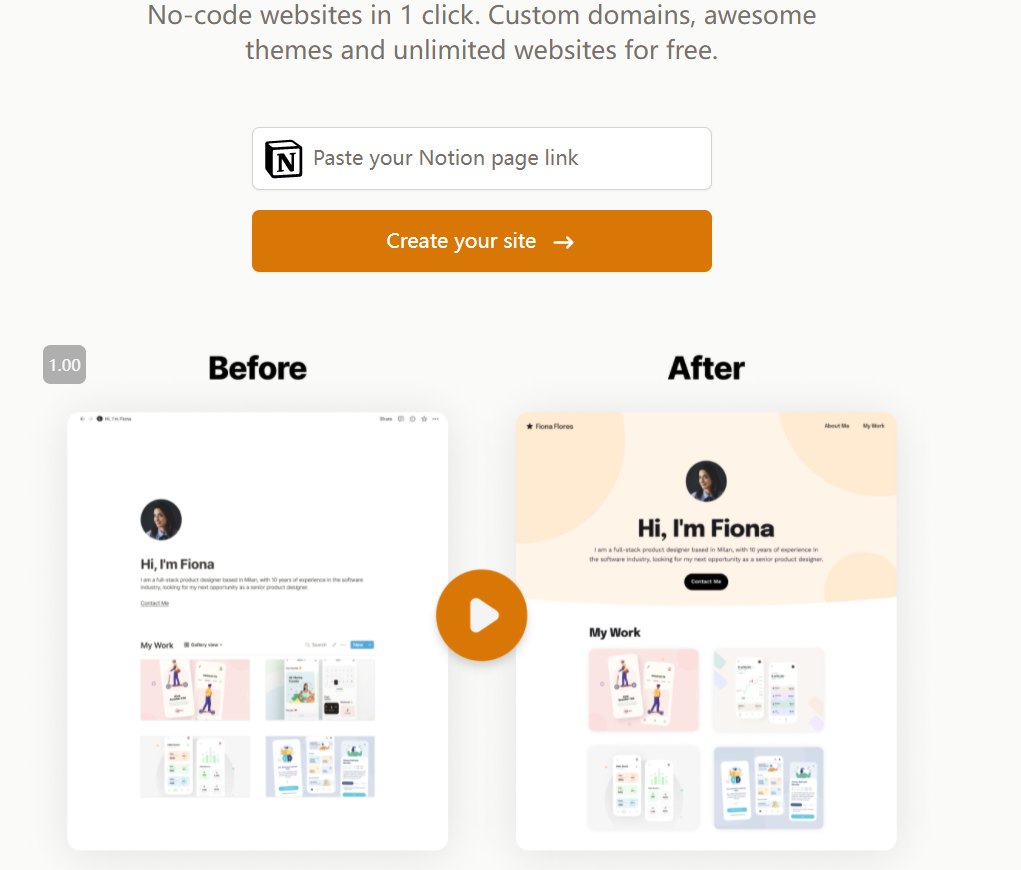 No-code websites in 1 click. Custom domains, awesome
themes and unlimited websites for free.
N
Paste your Notion page link
Create your site →
1.00
Before
After
Hi, I'm Fiona
Share
Hi, I'm Fiona
I am a full-stack product designer based in Milan, with 10 years of experience in the software
industry, looking for my next opportunity as a senior product designer.
Contact Me
My Work
Gallery view
Search
New
Fiona Flores
About Me
My Work
Hi, I'm Fiona
I am a full-stack product designer based in Milan, with 10 years of experience in
the software industry, looking for my next opportunity as a senior product designer.
Contact Me
My Work